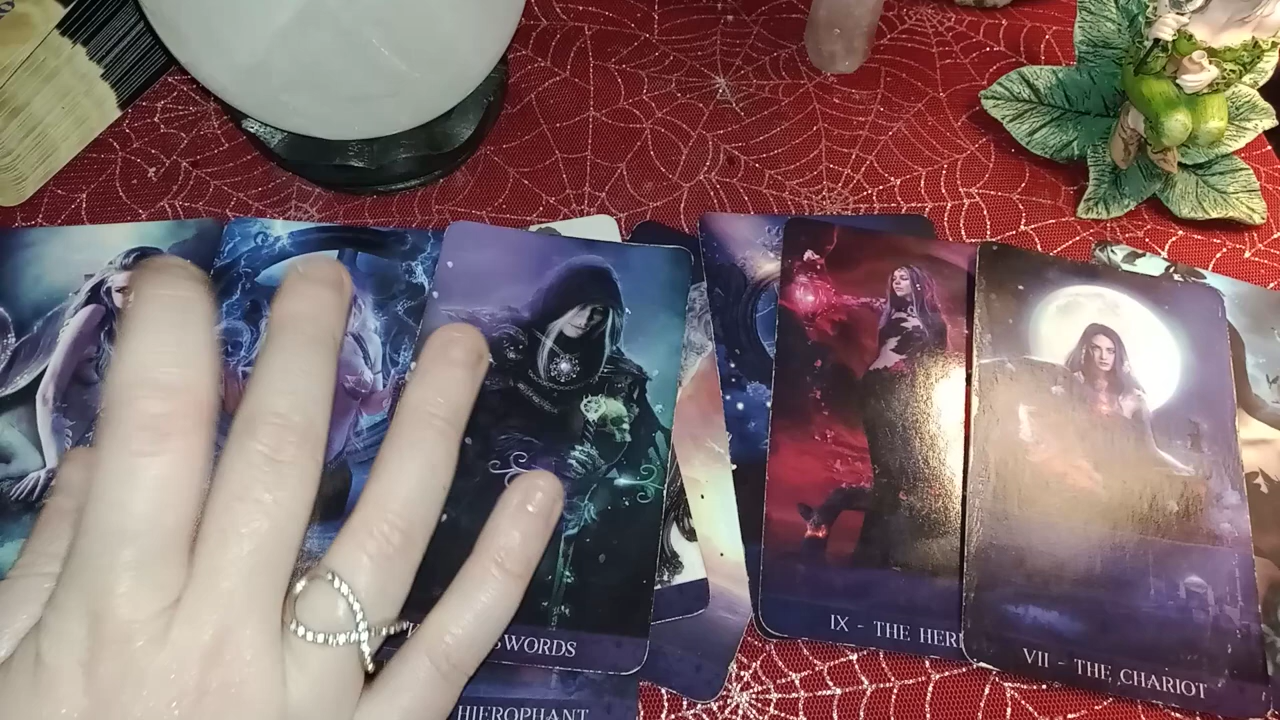 SWORDS
IX - THE HER
VII - THE CHARIOT
HIEROPHANT